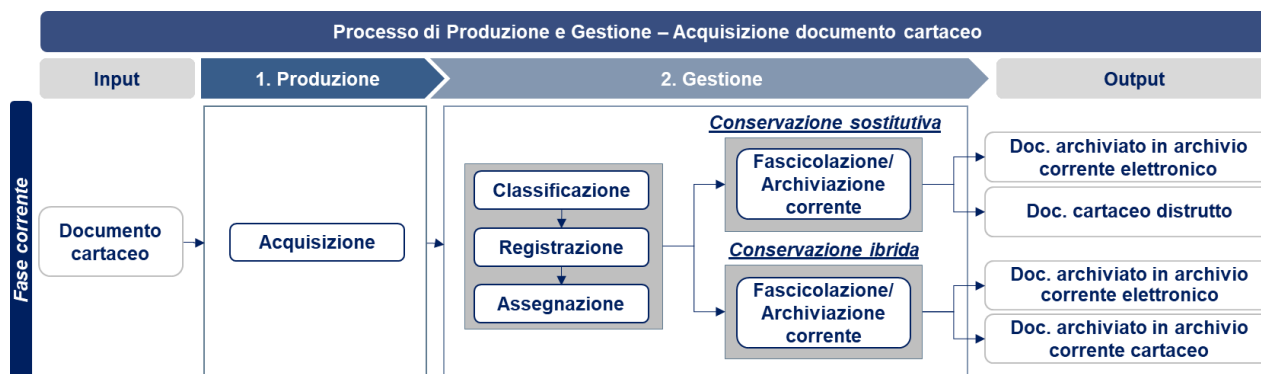 Processo di Produzione e Gestione – Acquisizione documento cartaceo
Input
1. Produzione
2. Gestione
Output
Fase corrente
Documento
cartaceo
Acquisizione
Classificazione
Registrazione
Assegnazione
Conservazione sostitutiva
Fascicolazione/
Archiviazione
corrente
Conservazione ibrida
Fascicolazione/
Archiviazione
corrente
Doc. archiviato in archivio
corrente elettronico
Doc. cartaceo distrutto
Doc. archiviato in archivio
corrente elettronico
Doc. archiviato in archivio
corrente cartaceo